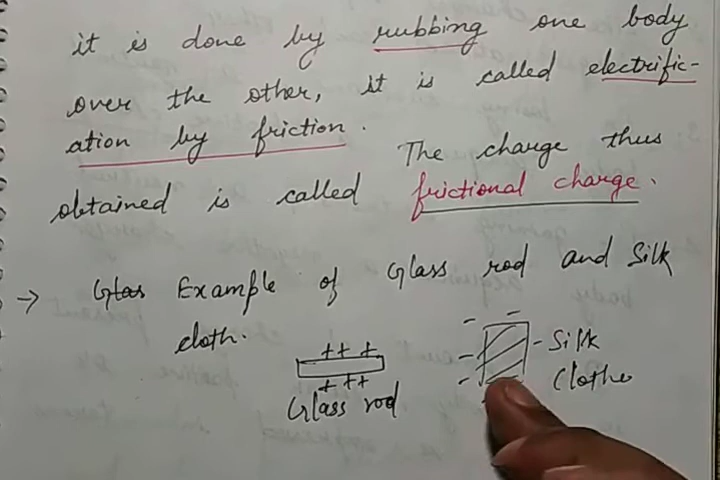 it is done by rubbing one body
over the other, it is called electrific-
ation by friction. The charge thus
obtained is called frictional charge.
→ Glas Example of Glass rod and Silk
cloth.
++ +
+ ++
Glass rod
- Silk
Clothe